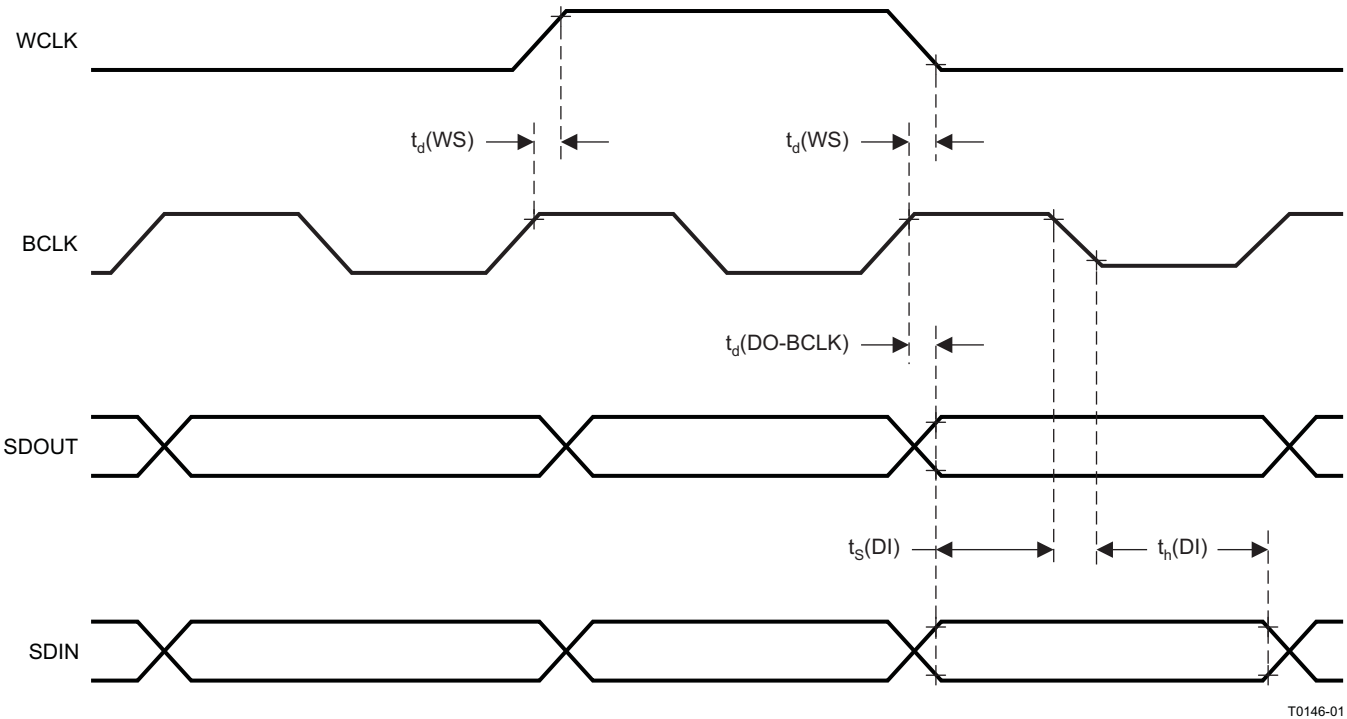 WCLK
td(WS) td(WS)
BCLK
td(DO-BCLK)
SDOUT
tS(DI) th(DI)
SDIN
T0146-01